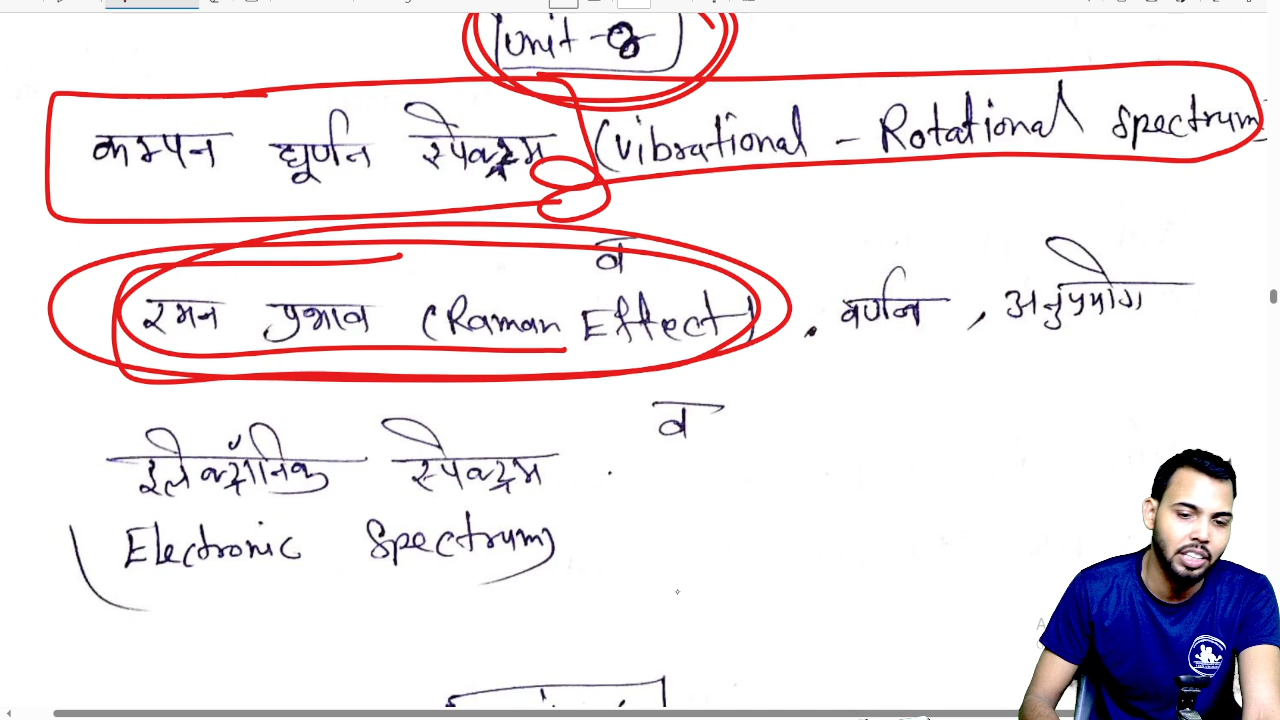 Unit - 8
कम्पन घूर्णन स्पेक्ट्रम (Vibrational - Rotational Spectrum
व
रमन प्रभाव (Raman Effect) . वर्णन , अनुप्रयोग
व
इलेक्ट्रॉनिक स्पेक्ट्रम .
(Electronic Spectrum)